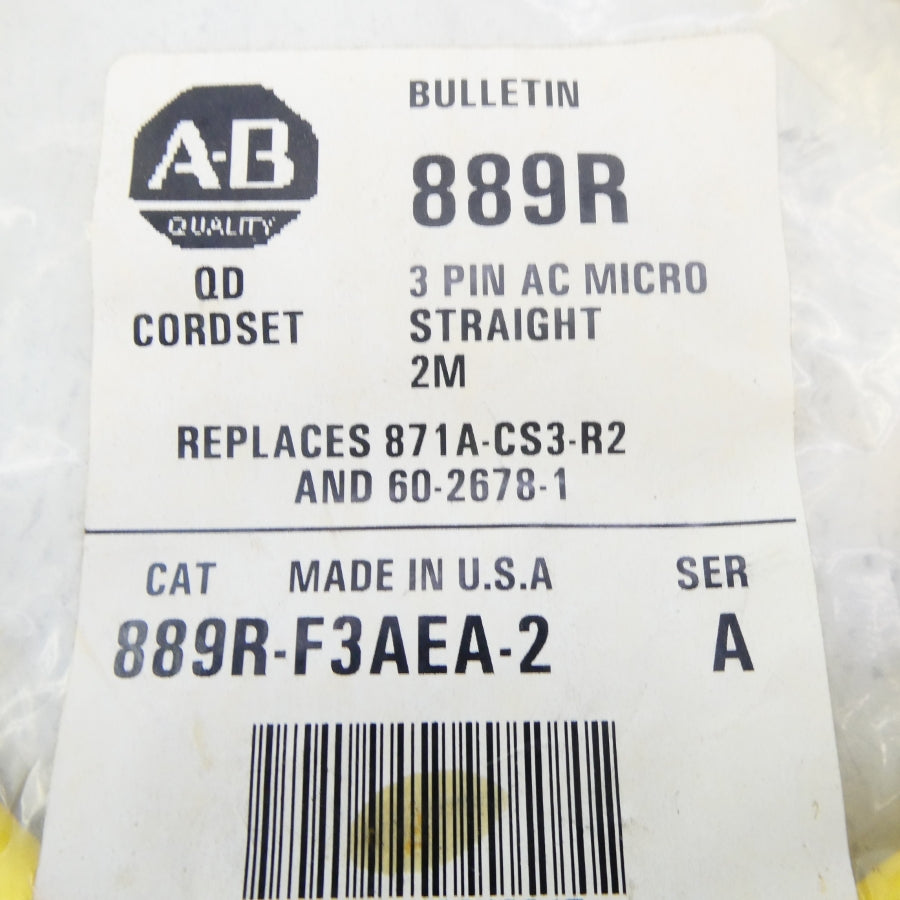 A-B
QUALITY
QD
CORDSET
BULLETIN
889R
3 PIN AC MICRO
STRAIGHT
2M
REPLACES 871A-CS3-R2
AND 60-2678-1
CAT MADE IN U.S.A SER
889R-F3AEA-2 A